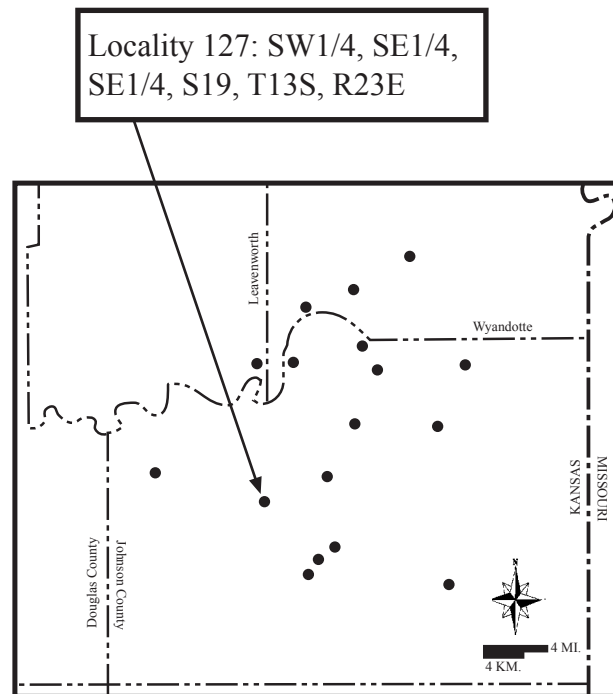 Locality 127: SW1/4, SE1/4,
SE1/4, S19, T13S, R23E
Leavenworth
Wyandotte
KANSAS
MISSOURI
Douglas County
Johnson County
N
4 MI.
4 KM.